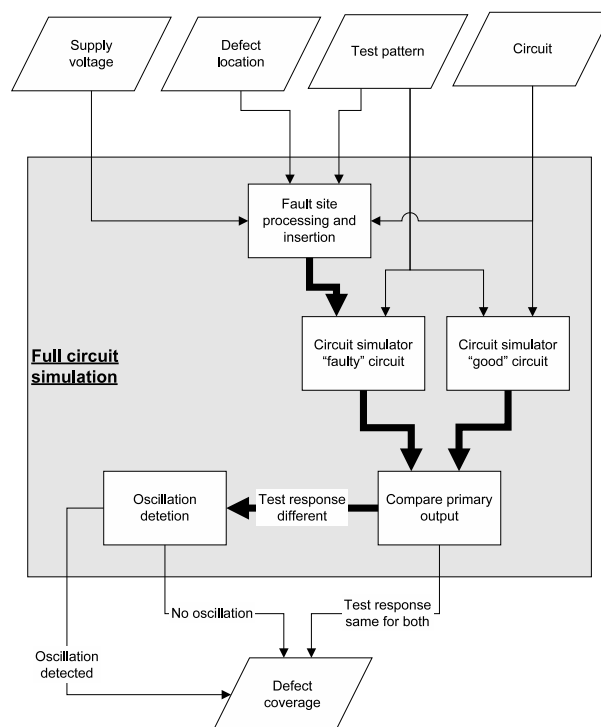 Supply
voltage
Defect
location
Test pattern
Circuit
Fault site
processing and
insertion
Circuit simulator
“faulty” circuit
Circuit simulator
“good” circuit
Full circuit
simulation
Oscillation
detetion
Test response
different
Compare primary
output
No oscillation
Test response
same for both
Oscillation
detected
Defect
coverage